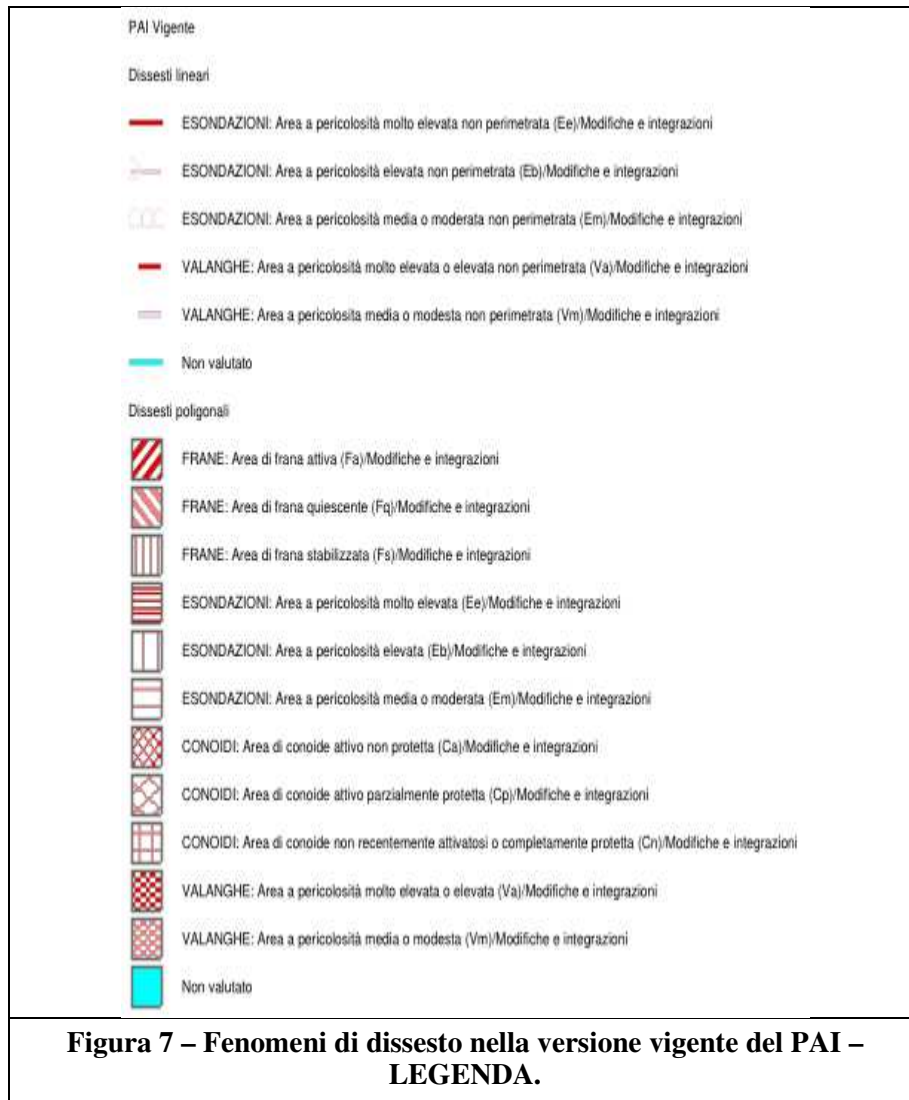 PAI Vigente
Dissesti lineari
ESONDAZIONI: Area a pericolosità molto elevata non perimetrata (Ee)/Modifiche e integrazioni
ESONDAZIONI: Area a pericolosità elevata non perimetrata (Eb)/Modifiche e integrazioni
ESONDAZIONI: Area a pericolosità media o moderata non perimetrata (Em)/Modifiche e integrazioni
VALANGHE: Area a pericolosità molto elevata o elevata non perimetrata (Va)/Modifiche e integrazioni
VALANGHE: Area a pericolosita media o modesta non perimetrata (Vm)/Modifiche e integrazioni
Non valutato
Dissesti poligonali
FRANE: Area di frana attiva (Fa)/Modifiche e integrazioni
FRANE: Area di frana quiescente (Fq)/Modifiche e integrazioni
FRANE: Area di frana stabilizzata (Fs)/Modifiche e integrazioni
ESONDAZIONI: Area a pericolosità molto elevata (Ee)/Modifiche e integrazioni
ESONDAZIONI: Area a pericolosità elevata (Eb)/Modifiche e integrazioni
ESONDAZIONI: Area a pericolosità media o moderata (Em)/Modifiche e integrazioni
CONOIDI: Area di conoide attivo non protetta (Ca)/Modifiche e integrazioni
CONOIDI: Area di conoide attivo parzialmente protetta (Cp)/Modifiche e integrazioni
CONOIDI: Area di conoide non recentemente attivatosi o completamente protetta (Cn)/Modifiche e integrazioni
VALANGHE: Area a pericolosità molto elevata o elevata (Va)/Modifiche e integrazioni
VALANGHE: Area a pericolosità media o modesta (Vm)/Modifiche e integrazioni
Non valutato
Figura 7 – Fenomeni di dissesto nella versione vigente del PAI –
LEGENDA.